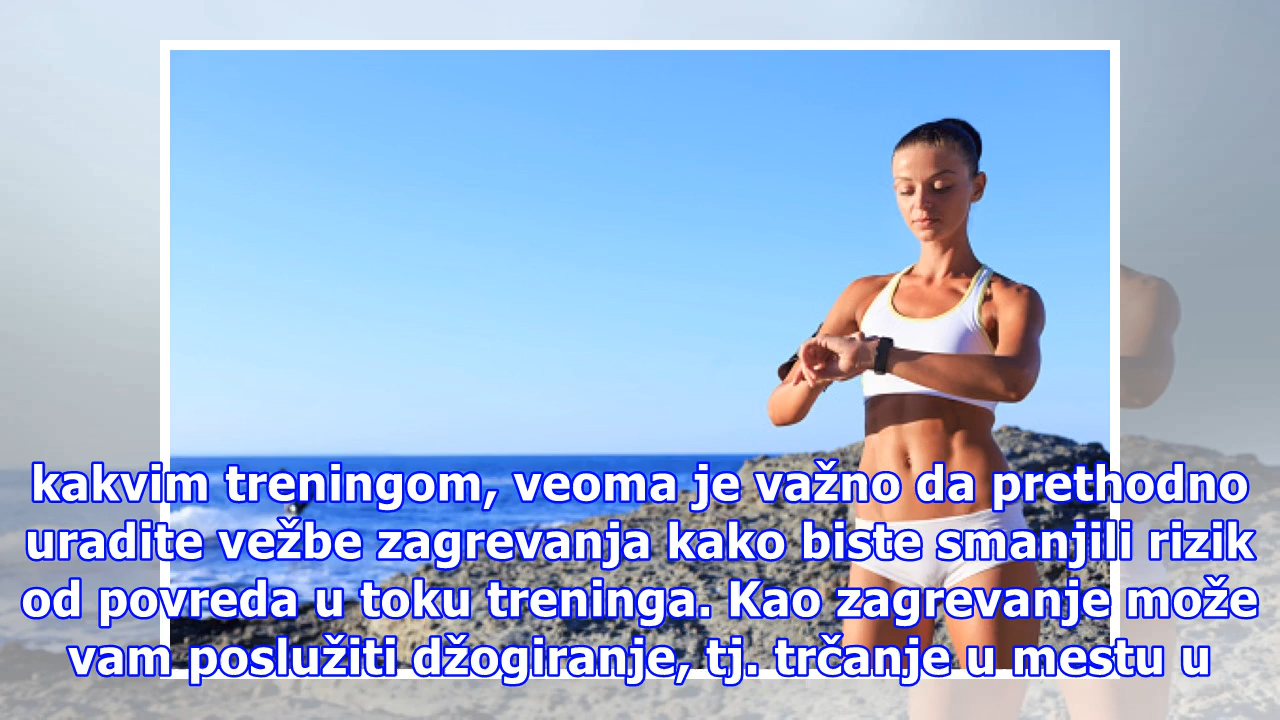 kakvim treningom, veoma je važno da prethodno
uradite vežbe zagrevanja kako biste smanjili rizik
od povreda u toku treninga. Kao zagrevanje može
vam poslužiti džogiranje, tj. trčanje u mestu u